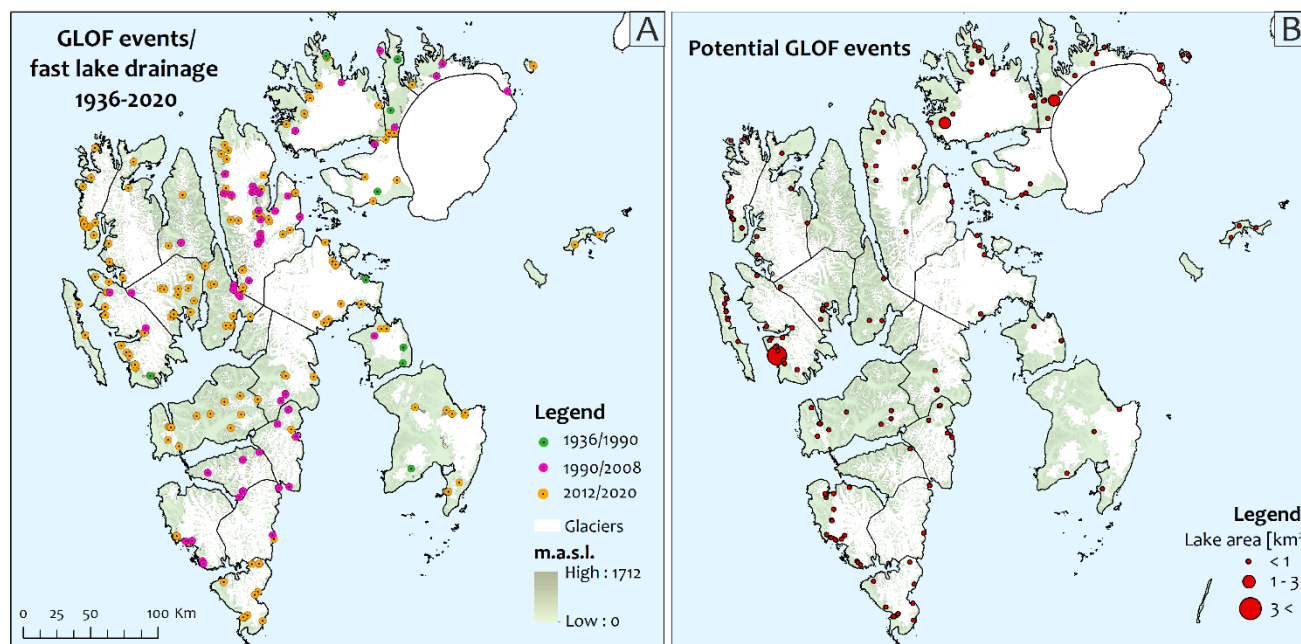 GLOF events/
fast lake drainage
1936-2020
A
Legend
1936/1990
1990/2008
2012/2020
Glaciers
m.a.s.l.
High : 1712
Low : 0
0 25 50 100 Km
Potential GLOF events
B
Legend
Lake area [km²
< 1
1 - 3
3 <